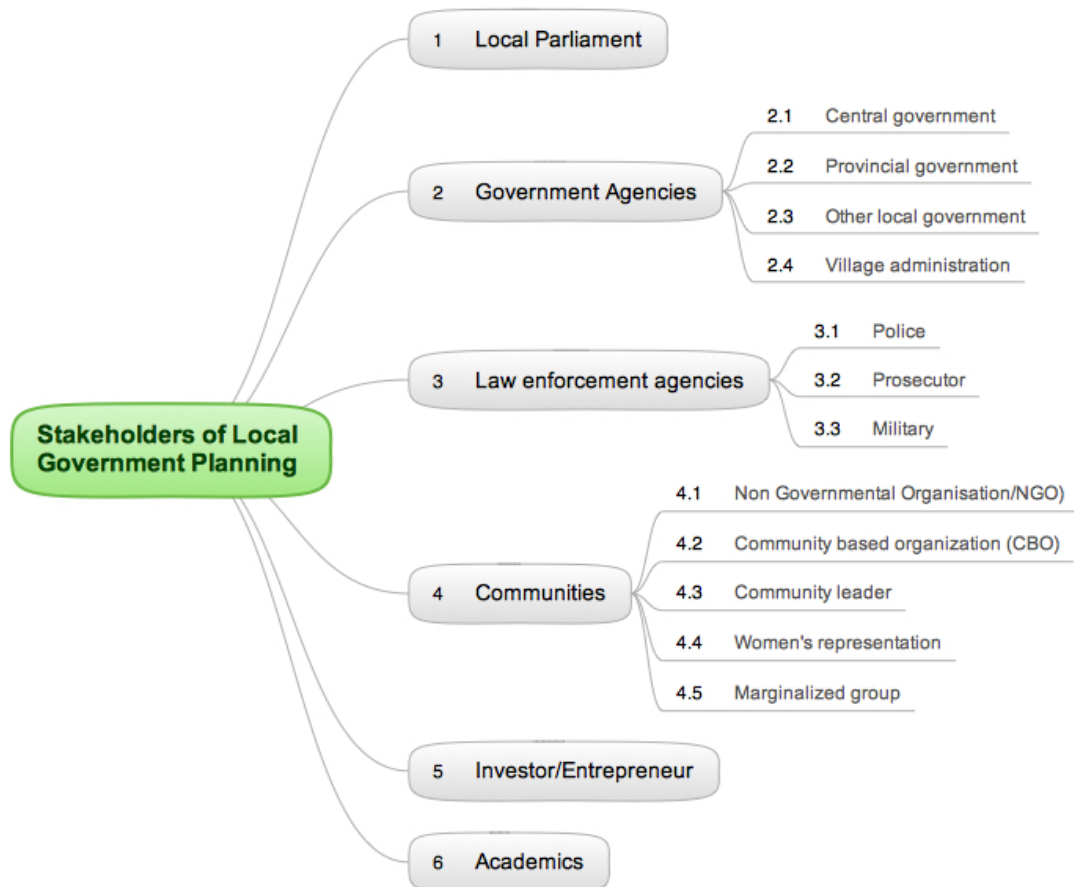 Stakeholders of Local
Government Planning
1 Local Parliament
2 Government Agencies
2.1 Central government
2.2 Provincial government
2.3 Other local government
2.4 Village administration
3 Law enforcement agencies
3.1 Police
3.2 Prosecutor
3.3 Military
4 Communities
4.1 Non Governmental Organisation/NGO)
4.2 Community based organization (CBO)
4.3 Community leader
4.4 Women's representation
4.5 Marginalized group
5 Investor/Entrepreneur
6 Academics